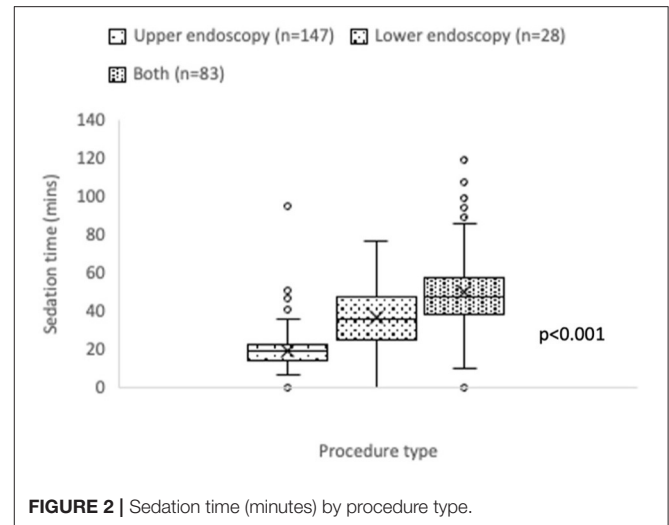 Upper endoscopy (n=147) Lower endoscopy (n=28)
Both (n=83)
140
120
100
80
60
40
20
0
Sedation time (mins)
p<0.001
Procedure type
FIGURE 2 | Sedation time (minutes) by procedure type.